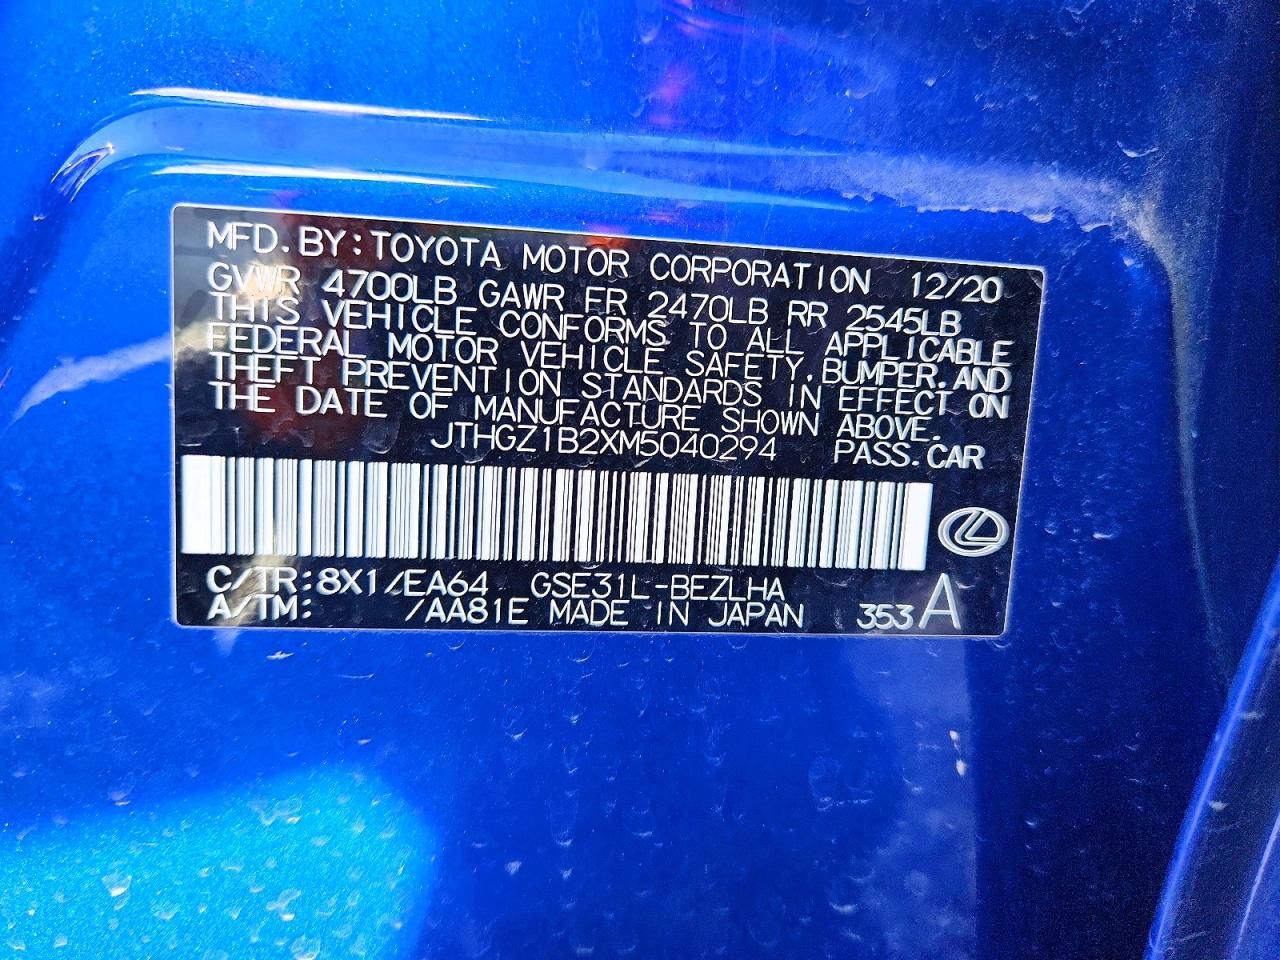 MFD.BY:TOYOTA MOTOR CORPORATION 12/20
GVWR 4700LB GAWR FR 2470LB RR 2545LB
THIS VEHICLE CONFORMS TO ALL APPLICABLE
FEDERAL MOTOR VEHICLE SAFETY,BUMPER,AND
THEFT PREVENTION STANDARDS IN EFFECT ON
THE DATE OF MANUFACTURE SHOWN ABOVE.
JTHGZ1B2XM5040294 PASS.CAR
C/TR:8X1/EA64 GSE31L-BEZLHA
A/TM: /AA81E MADE IN JAPAN 353 A